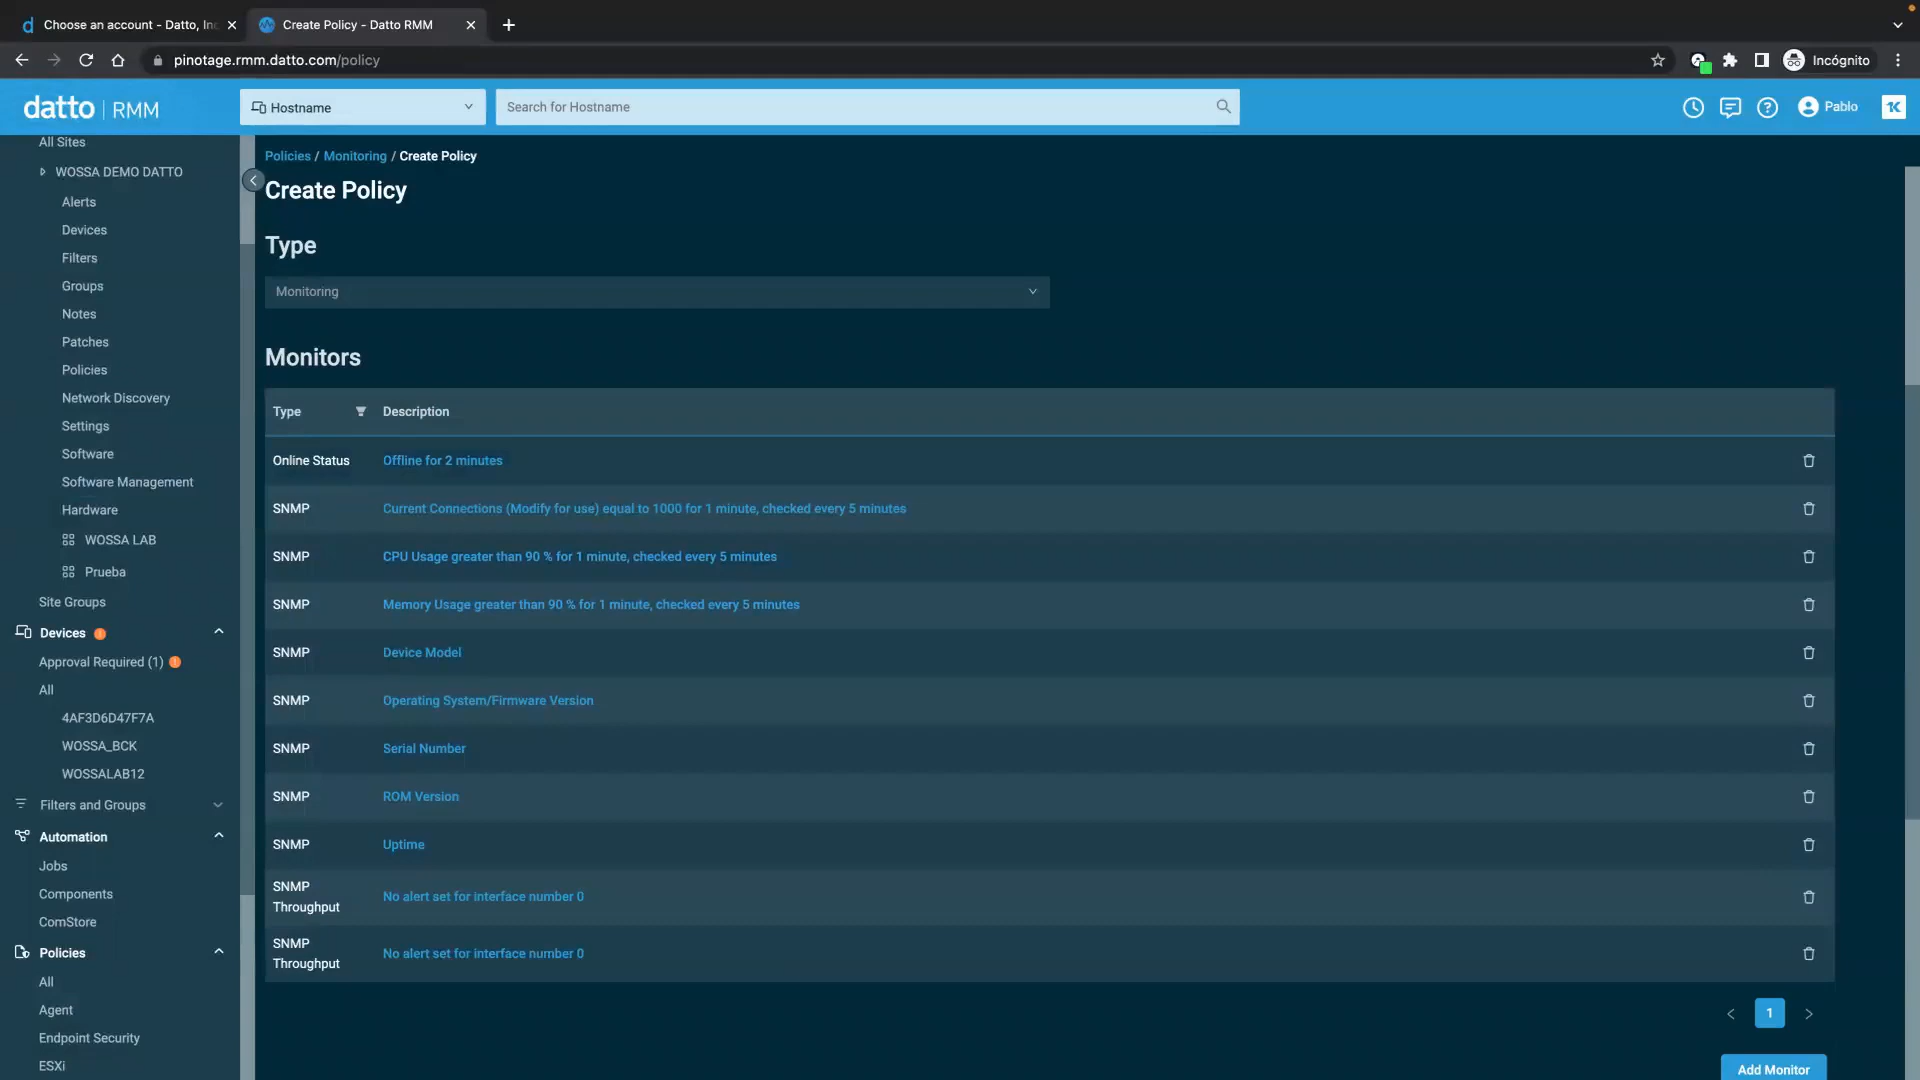 Choose an account - Datto, Inc
Create Policy - Datto RMM
pinotage.rmm.datto.com/policy
Incógnito
datto | RMM
Hostname
Search for Hostname
Pablo
K
All Sites
WOSSA DEMO DATTO
Alerts
Devices
Filters
Groups
Notes
Patches
Policies
Network Discovery
Settings
Software
Software Management
Hardware
WOSSA LAB
Prueba
Site Groups
Devices
Approval Required (1)
All
4AF3D6D47F7A
WOSSA_BCK
WOSSALAB12
Filters and Groups
Automation
Jobs
Components
ComStore
Policies
All
Agent
Endpoint Security
ESXi
Policies / Monitoring / Create Policy
Create Policy
Type
Monitoring
Monitors
Type Description
Online Status Offline for 2 minutes
SNMP Current Connections (Modify for use) equal to 1000 for 1 minute, checked every 5 minutes
SNMP CPU Usage greater than 90 % for 1 minute, checked every 5 minutes
SNMP Memory Usage greater than 90 % for 1 minute, checked every 5 minutes
SNMP Device Model
SNMP Operating System/Firmware Version
SNMP Serial Number
SNMP ROM Version
SNMP Uptime
SNMP Throughput No alert set for interface number 0
SNMP Throughput No alert set for interface number 0
1
Add Monitor